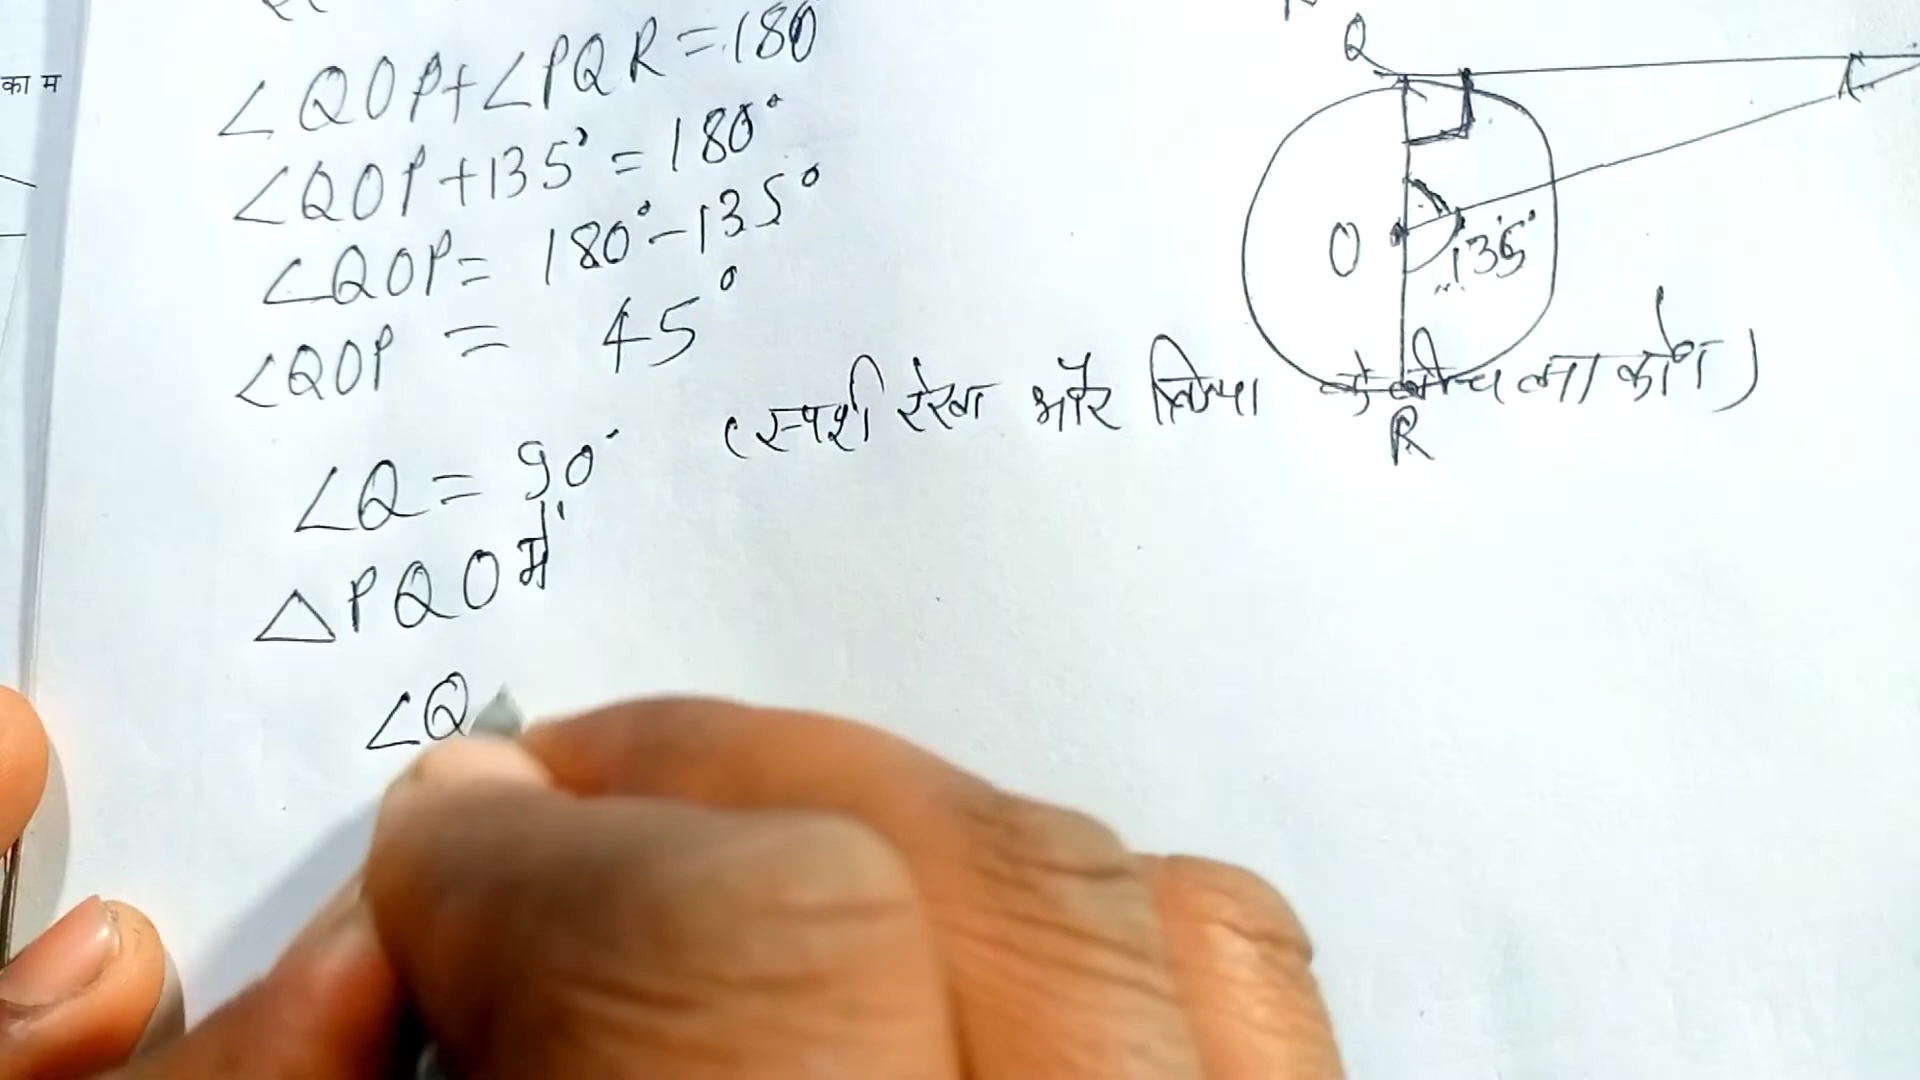 का म
∠QOP+∠PQR=180
∠QOP+135°=180°
∠QOP= 180°-135°
∠QOP = 45°
∠Q= 90° (स्पर्श रेखा और त्रिज्या के बीच का कोण)
△PQO में
∠Q
Q
O
135°
R